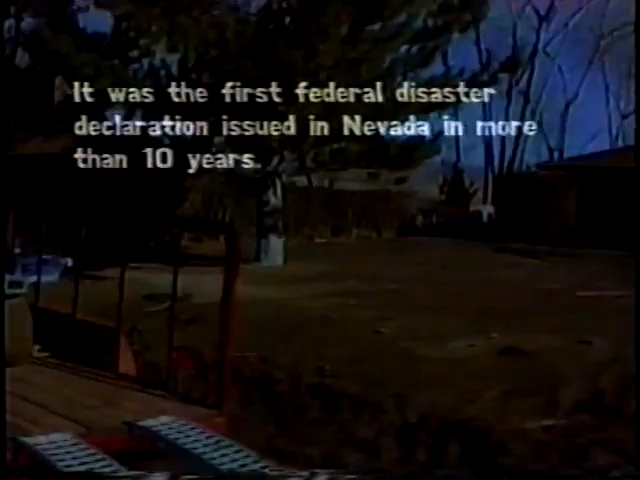 It was the first federal disaster
declaration issued in Nevada in more
than 10 years.